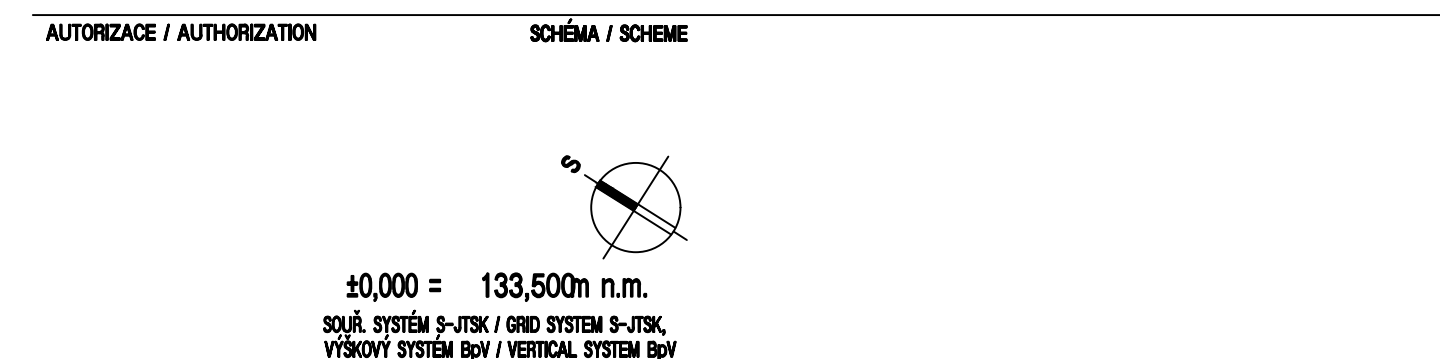 AUTORIZACE / AUTHORIZATION
SCHÉMA / SCHEME
S
±0,000 = 133,500m n.m.
SOUŘ. SYSTÉM S-JTSK / GRID SYSTEM S-JTSK,
VÝŠKOVÝ SYSTÉM BpV / VERTICAL SYSTEM BpV